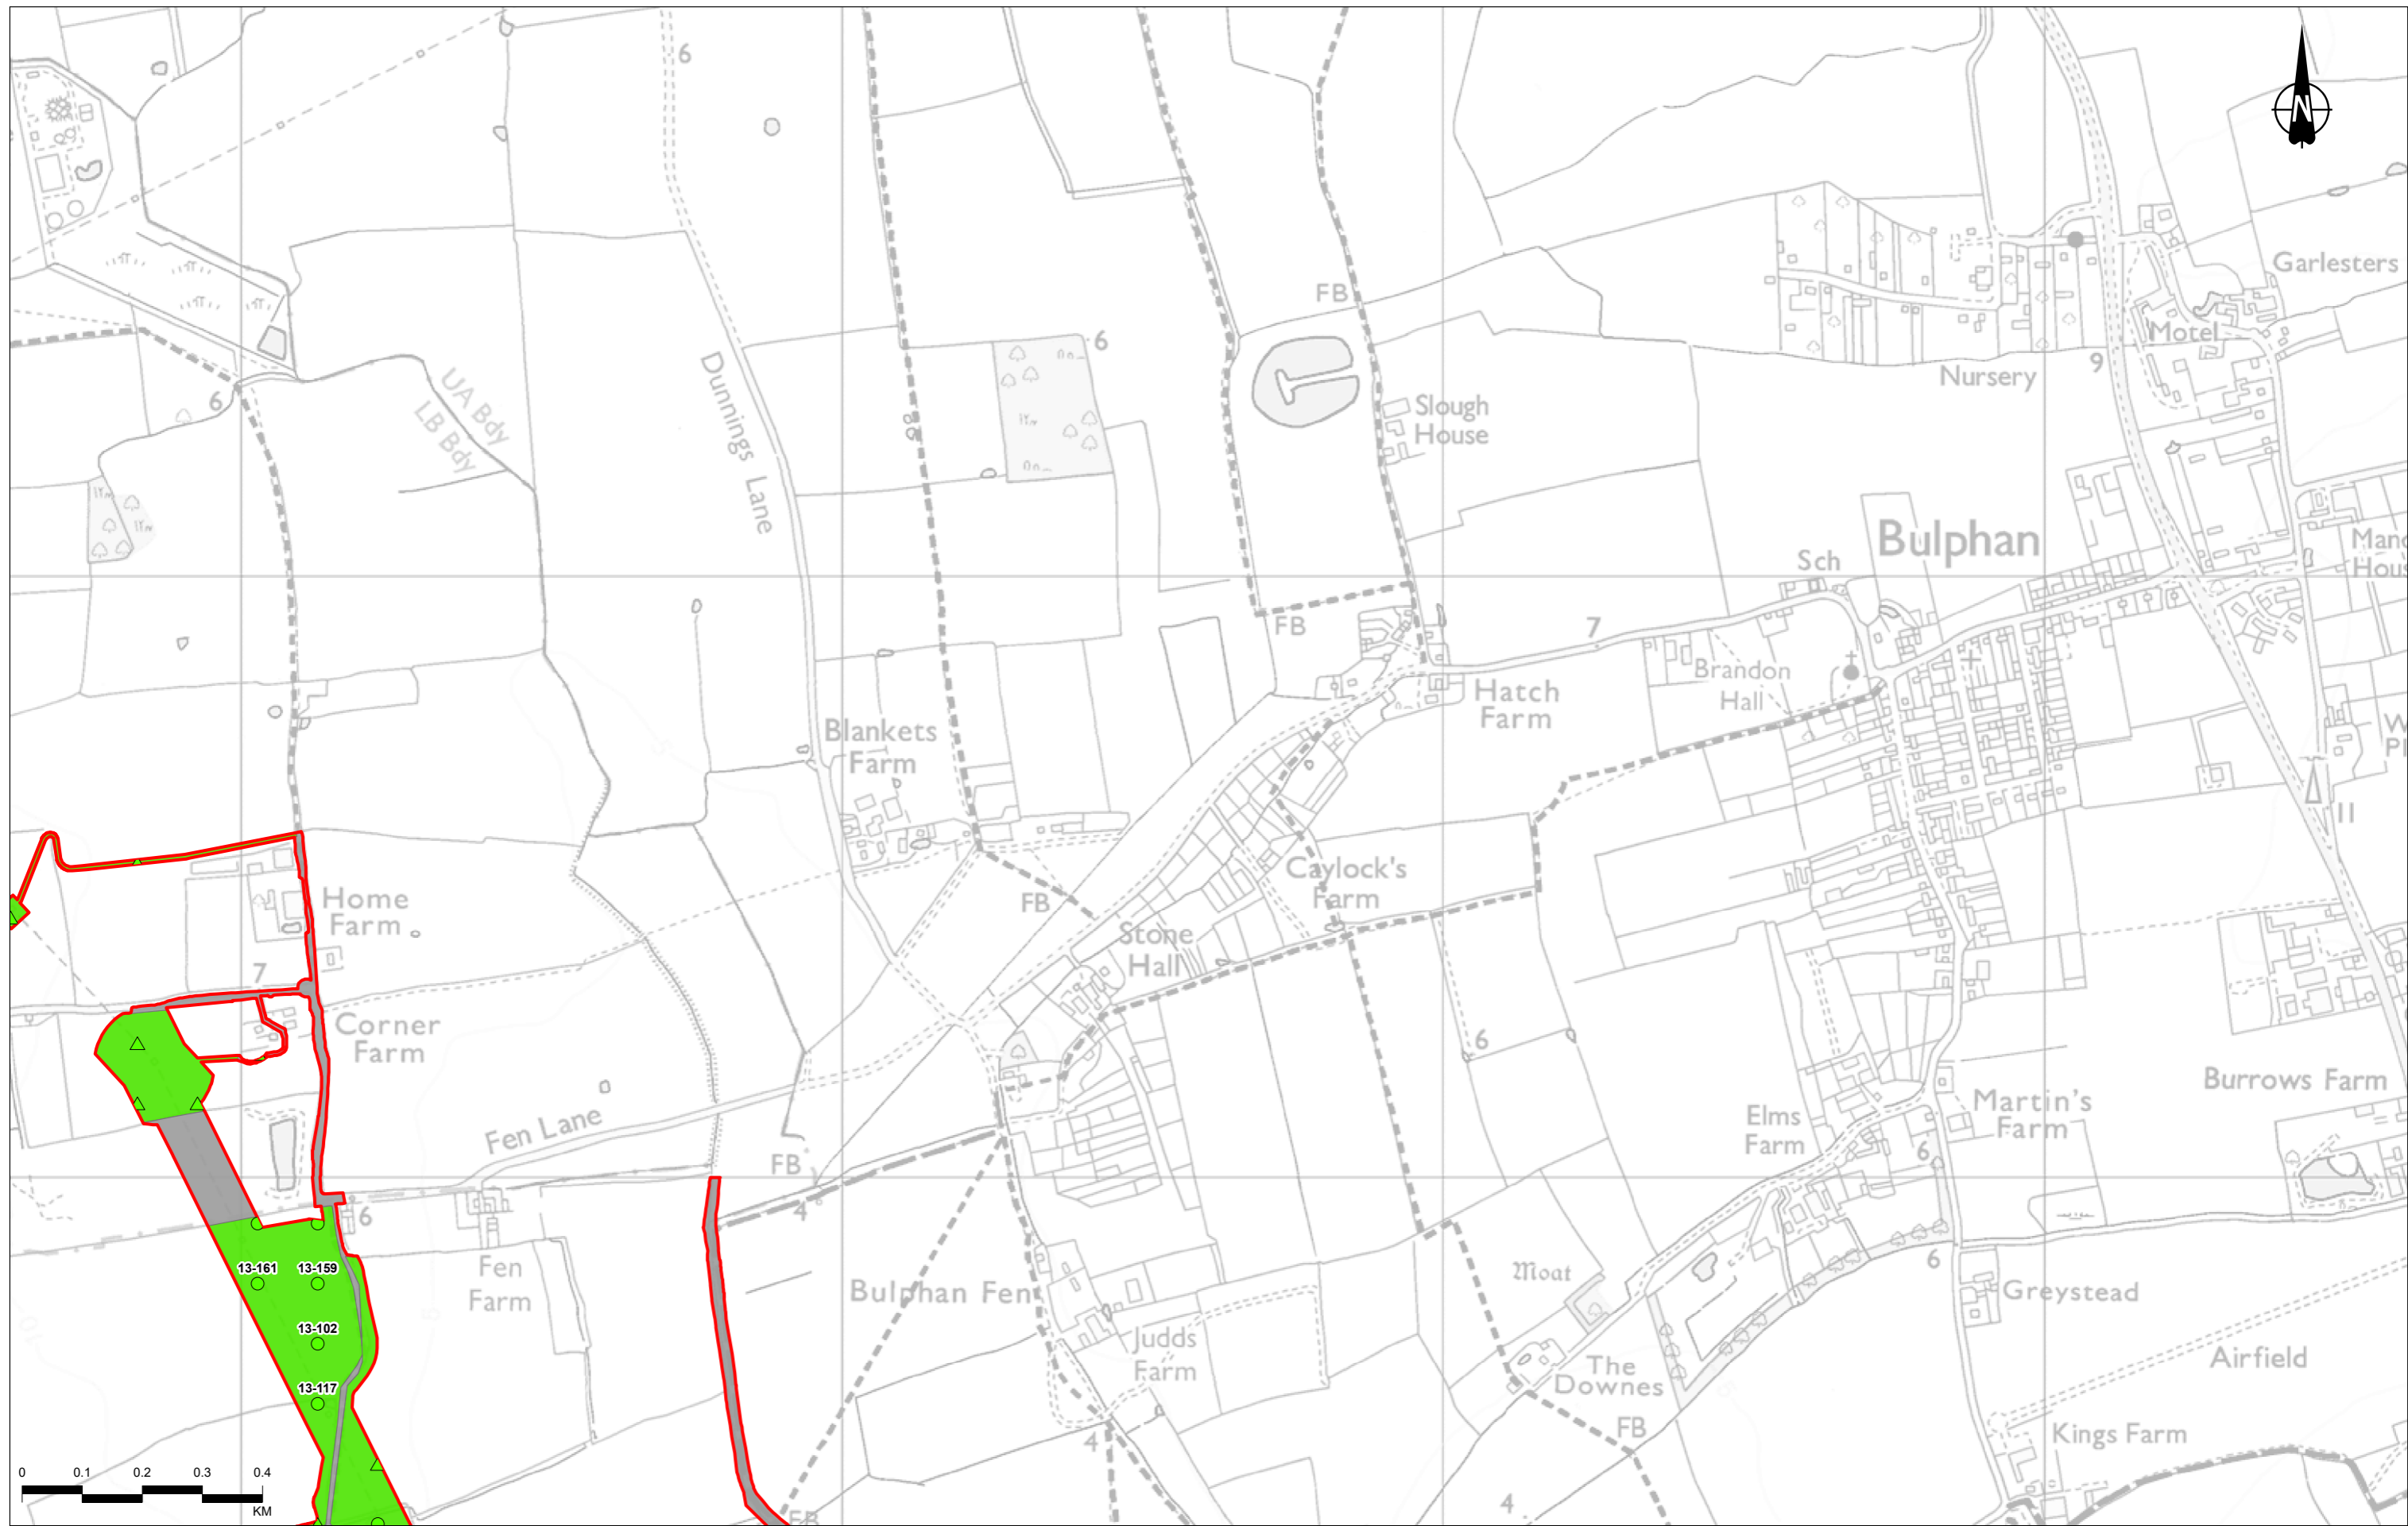 6
N
Garlesters
FB
Motel
6
9
Nursery
UA Bdy
LB Bdy
6
Dunnings Lane
Slough
House
Bulphan
Sch
FB
7
Brandon
Hall
Hatch
Farm
Blankets
Farm
11
Caylock's
Farm
Home
Farm
FB
Stone
Hall
7
Corner
Farm
6
Burrows Farm
Martin's
Farm
Elms
Farm
Fen Lane
6
FB
4
6
Fen
Farm
13-161
13-159
Moat
6
Bulphan Fen
Greystead
13-102
Judds
Farm
The
Downes
Airfield
13-117
FB
Kings Farm
4
0 0.1 0.2 0.3 0.4
KM
4
FB